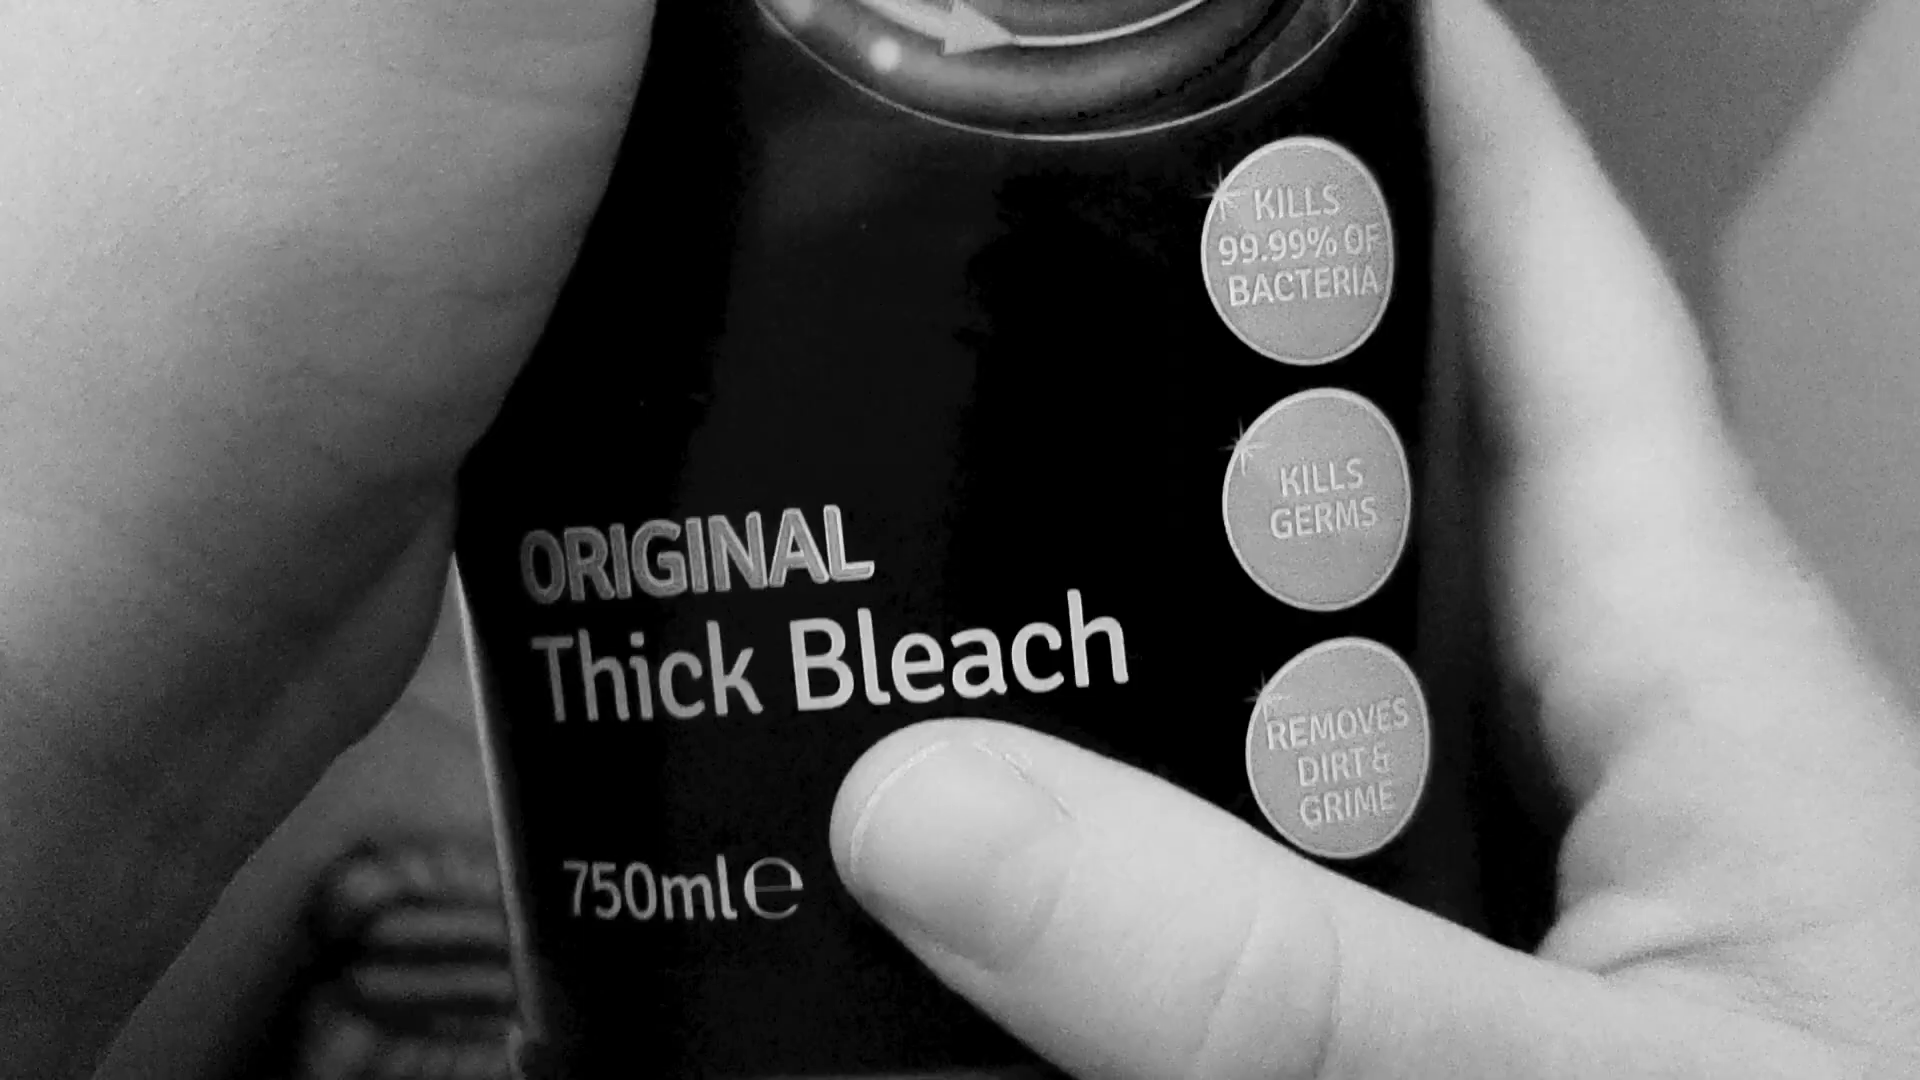 KILLS
99.99% OF
BACTERIA
KILLS
GERMS
ORIGINAL
Thick Bleach
REMOVES
DIRT &
GRIME
750ml℮